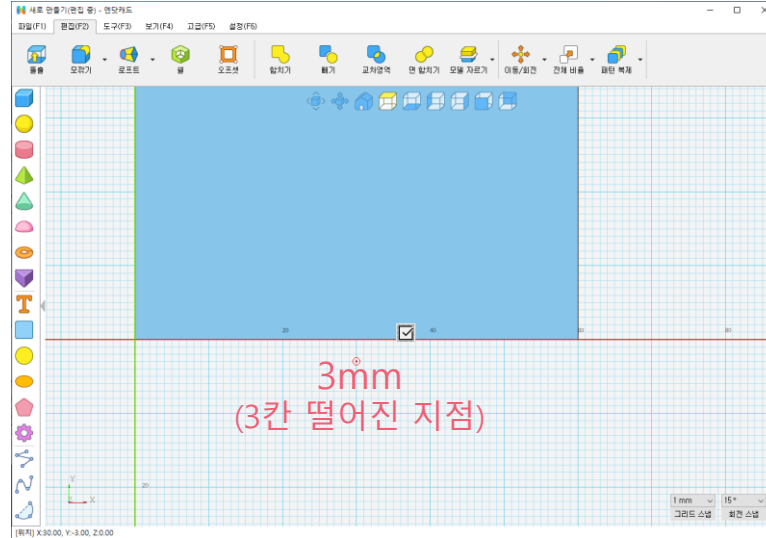 새로 만들기(편집 중) - 엔닷캐드
파일(F1) 편집(F2) 도구(F3) 보기(F4) 고급(F5) 설정(F6)
돌출 모깎기 로프트 쉘 오프셋 합치기 빼기 교차영역 면 합치기 모델 자르기 이동/회전 전체 비율 패턴 복제
20 40 60 80
3mm
(3칸 떨어진 지점)
Y
Z X
20
1 mm 15°
그리드 스냅 회전 스냅
[위치] X:30.00, Y:-3.00, Z:0.00